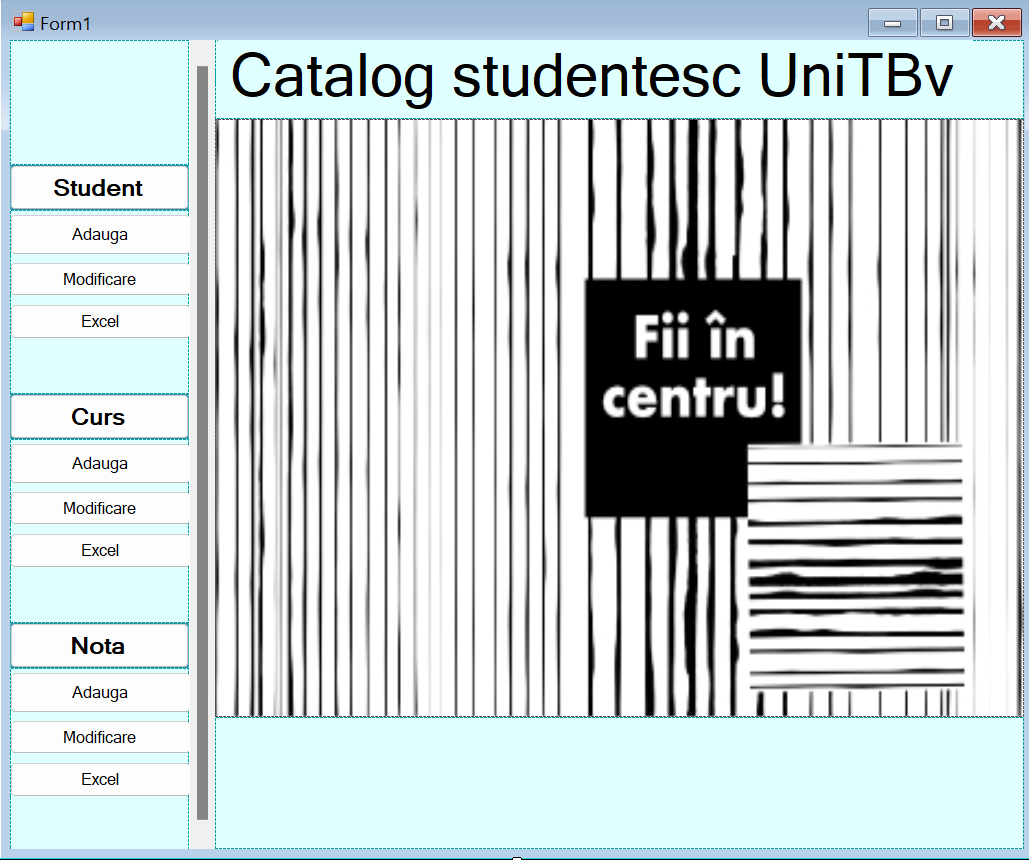 Form1
Catalog studentesc UniTBv
Student
Adauga
Modificare
Excel
Curs
Adauga
Modificare
Excel
Nota
Adauga
Modificare
Excel
Fii în
centru!